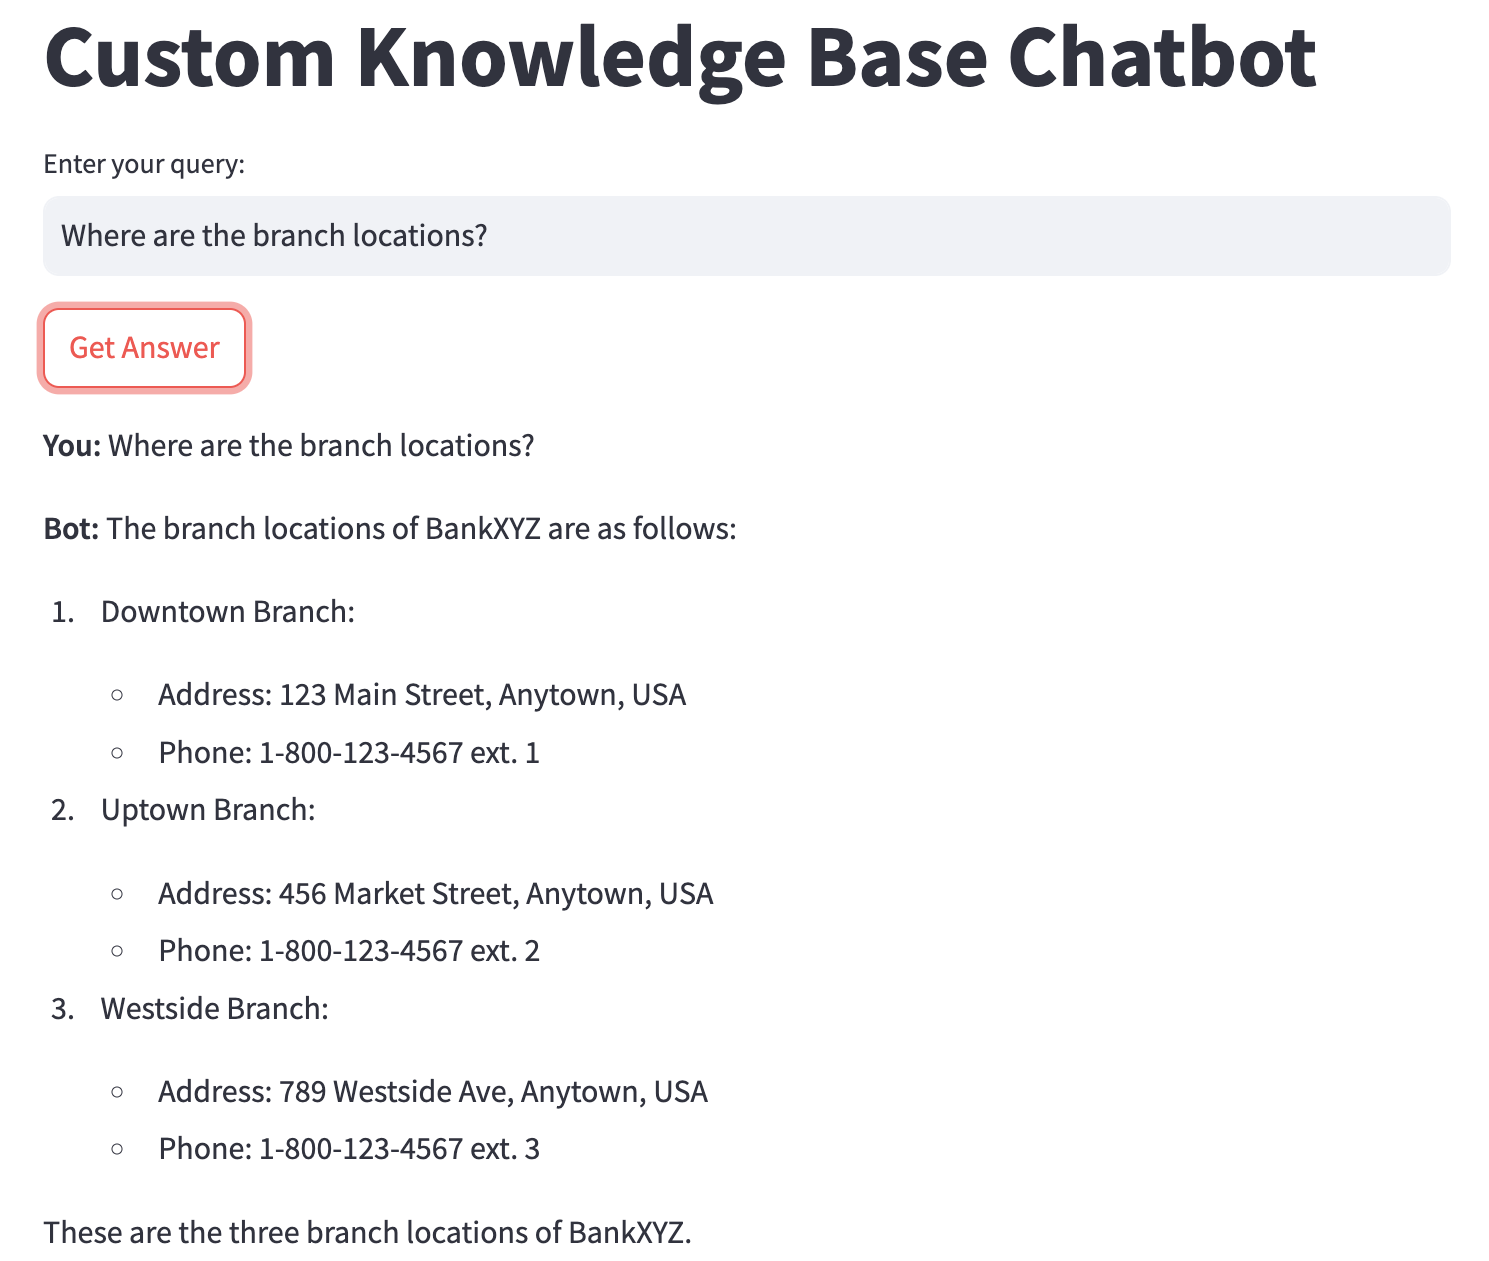 Custom Knowledge Base Chatbot
Enter your query:
Where are the branch locations?
Get Answer
You: Where are the branch locations?
Bot: The branch locations of BankXYZ are as follows:
1. Downtown Branch:
○ Address: 123 Main Street, Anytown, USA
○ Phone: 1-800-123-4567 ext. 1
2. Uptown Branch:
○ Address: 456 Market Street, Anytown, USA
○ Phone: 1-800-123-4567 ext. 2
3. Westside Branch:
○ Address: 789 Westside Ave, Anytown, USA
○ Phone: 1-800-123-4567 ext. 3
These are the three branch locations of BankXYZ.